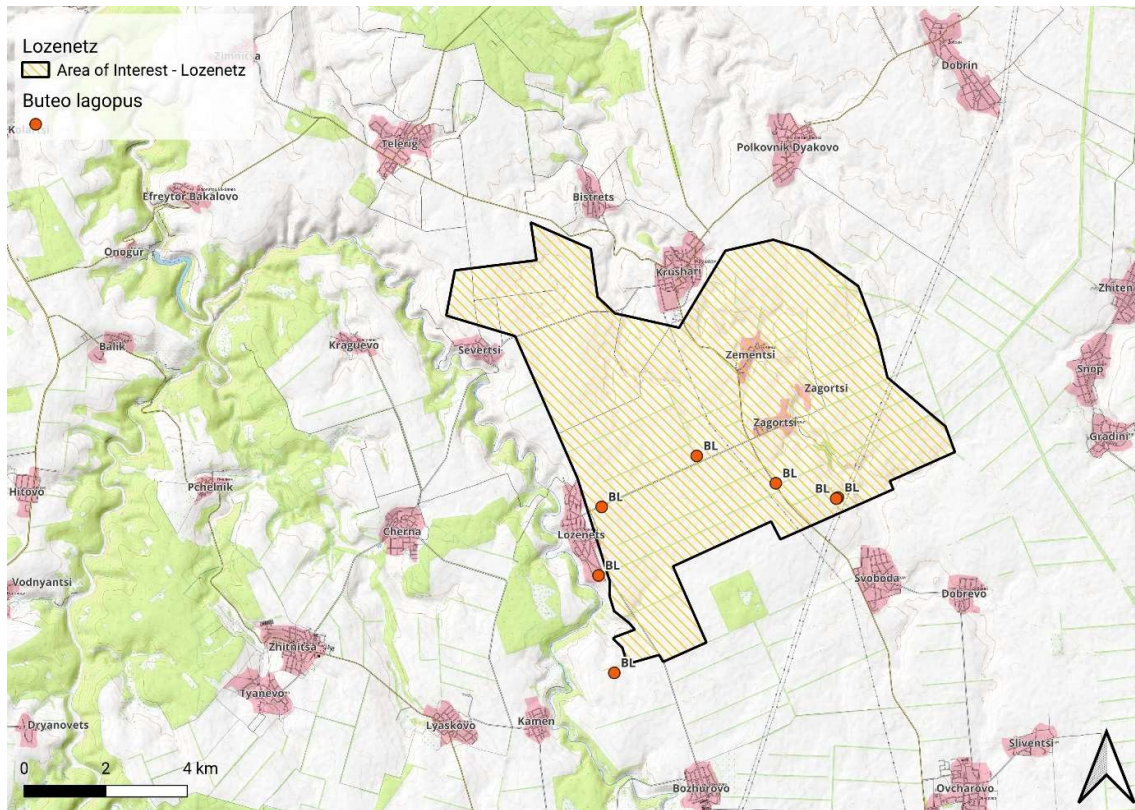 Lozenetz
Area of Interest - Lozenetz
Buteo lagopus
Zimnitsa
Dobrin
Telerig
Polkovnik Dyakovo
Efreytor Bakalovo
Bistrets
Onogur
Krushari
Zhiten
Balik
Kraguevo
Severtsi
Zementsi
Snop
Zagortsi
Zagortsi
Gradini
BL
BL
Hitovo
Pchelnik
BL
BL
BL
Cherna
Lozenets
BL
Vodnyantsi
Svoboda
Dobrevo
Zhitnitsa
BL
Tyanevo
Dryanovets
Lyaskovo
Kamen
Sliventsi
0 2 4 km
Bozhurovo
Ovcharovo